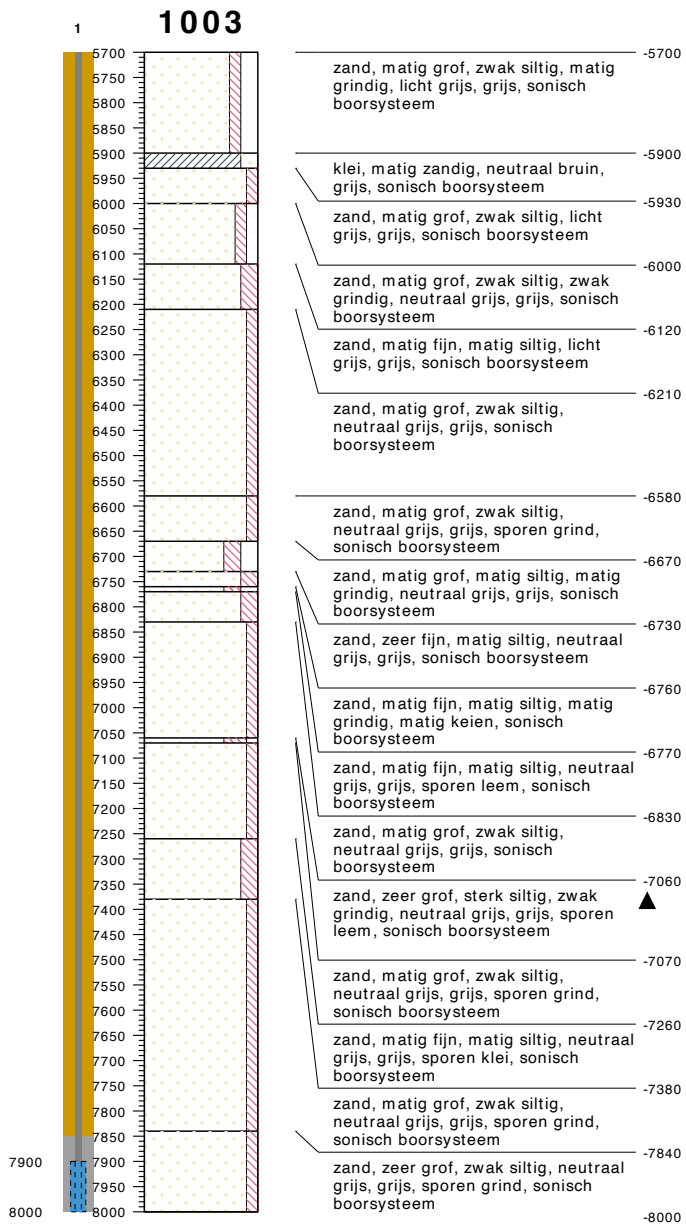 1
1003
5700
5750
5800
5850
5900
5950
6000
6050
6100
6150
6200
6250
6300
6350
6400
6450
6500
6550
6600
6650
6700
6750
6800
6850
6900
6950
7000
7050
7100
7150
7200
7250
7300
7350
7400
7450
7500
7550
7600
7650
7700
7750
7800
7850
7900
7950
8000
7900
8000
-5700
zand, matig grof, zwak siltig, matig
grindig, licht grijs, grijs, sonisch
boorsysteem
-5900
klei, matig zandig, neutraal bruin,
grijs, sonisch boorsysteem
-5930
zand, matig grof, zwak siltig, licht
grijs, grijs, sonisch boorsysteem
-6000
zand, matig grof, zwak siltig, zwak
grindig, neutraal grijs, grijs, sonisch
boorsysteem
-6120
zand, matig fijn, matig siltig, licht
grijs, grijs, sonisch boorsysteem
-6210
zand, matig grof, zwak siltig,
neutraal grijs, grijs, sonisch
boorsysteem
-6580
zand, matig grof, zwak siltig,
neutraal grijs, grijs, sporen grind,
sonisch boorsysteem
-6670
zand, matig grof, matig siltig, matig
grindig, neutraal grijs, grijs, sonisch
boorsysteem
-6730
zand, zeer fijn, matig siltig, neutraal
grijs, grijs, sonisch boorsysteem
-6760
zand, matig fijn, matig siltig, matig
grindig, matig keien, sonisch
boorsysteem
-6770
zand, matig fijn, matig siltig, neutraal
grijs, grijs, sporen leem, sonisch
boorsysteem
-6830
zand, matig grof, zwak siltig,
neutraal grijs, grijs, sonisch
boorsysteem
-7060
zand, zeer grof, sterk siltig, zwak
grindig, neutraal grijs, grijs, sporen
leem, sonisch boorsysteem
-7070
zand, matig grof, zwak siltig,
neutraal grijs, grijs, sporen grind,
sonisch boorsysteem
-7260
zand, matig fijn, matig siltig, neutraal
grijs, grijs, sporen klei, sonisch
boorsysteem
-7380
zand, matig grof, zwak siltig,
neutraal grijs, grijs, sporen grind,
sonisch boorsysteem
-7840
zand, zeer grof, zwak siltig, neutraal
grijs, grijs, sporen grind, sonisch
boorsysteem
-8000